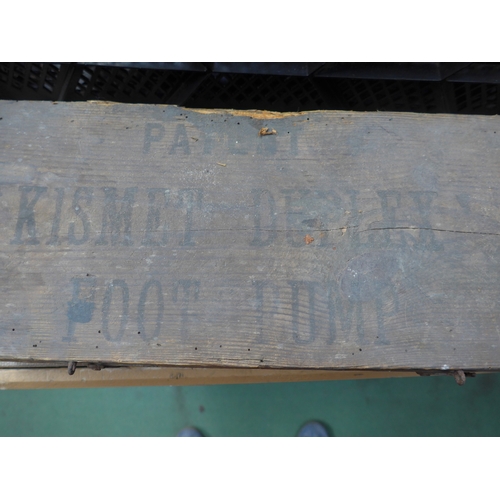 PATENT
"KISMET DUPLEX"
FOOT PUMP